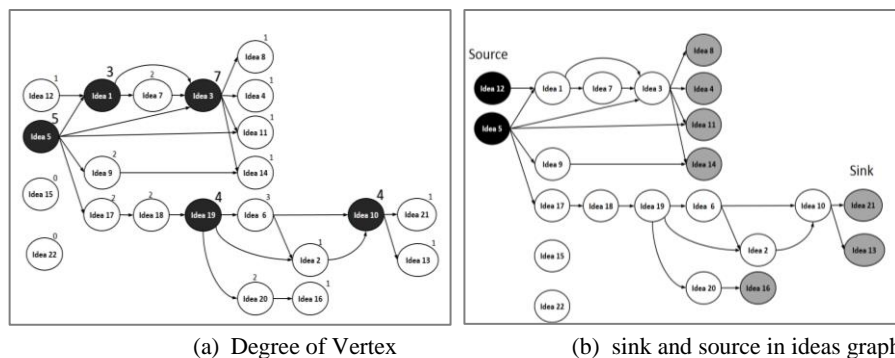 3
7
1
Idea 8
1
Idea 12
Idea 1
2
Idea 7
Idea 3
1
Idea 4
5
Idea 5
1
Idea 11
2
Idea 9
1
Idea 14
0
Idea 15
2
Idea 17
2
Idea 18
4
Idea 19
3
Idea 6
4
Idea 10
1
Idea 21
0
Idea 22
1
Idea 2
1
Idea 13
2
Idea 20
1
Idea 16
(a) Degree of Vertex
Source
Idea 8
Idea 12
Idea 1
Idea 7
Idea 3
Idea 4
Idea 5
Idea 11
Idea 9
Idea 14
Sink
Idea 17
Idea 18
Idea 19
Idea 6
Idea 10
Idea 21
Idea 15
Idea 2
Idea 13
Idea 20
Idea 16
Idea 22
(b) sink and source in ideas graph